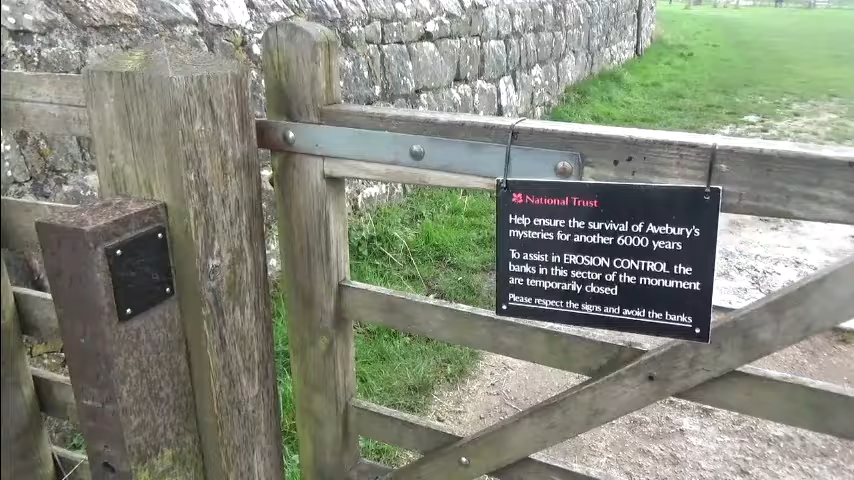 National Trust
Help ensure the survival of Avebury's
mysteries for another 6000 years
To assist in EROSION CONTROL the
banks in this sector of the monument
are temporarily closed
Please respect the signs and avoid the banks